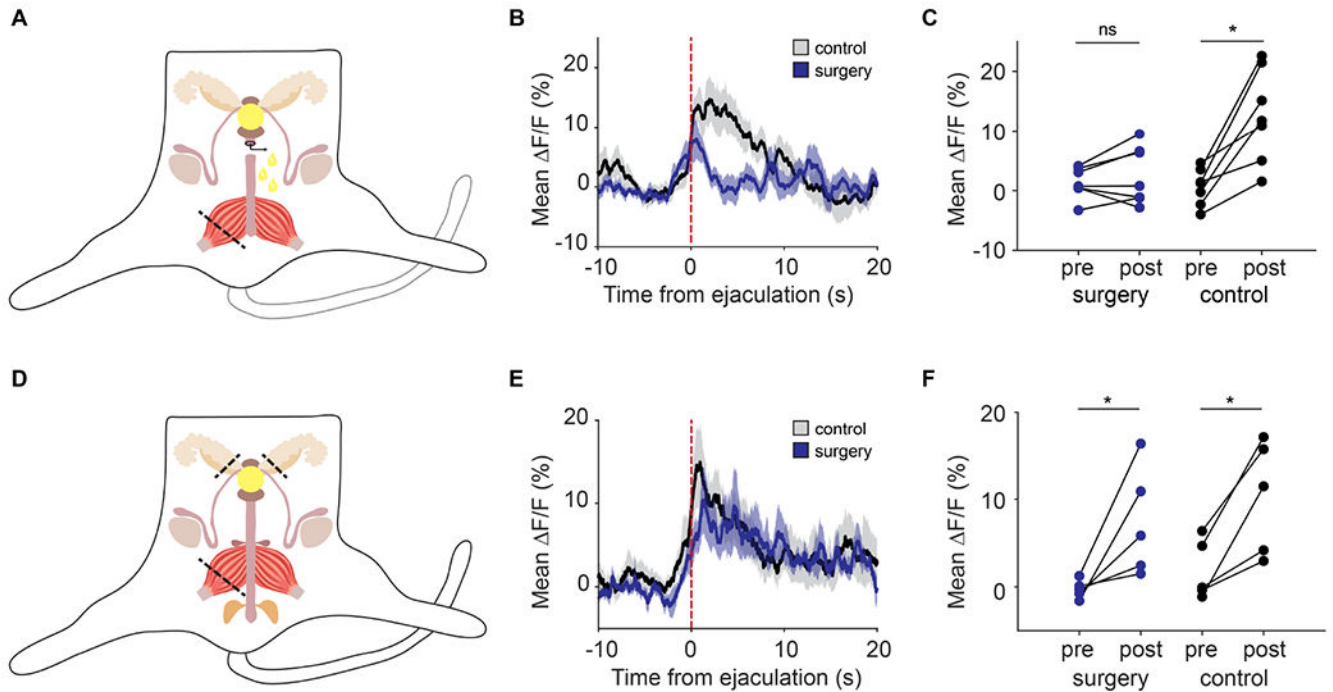 A
B
C
control
surgery
Mean ΔF/F (%)
20
10
0
-10
-10
0
10
20
Time from ejaculation (s)
ns
*
Mean ΔF/F (%)
20
10
0
-10
pre post pre post
surgery control
D
E
F
control
surgery
Mean ΔF/F (%)
20
10
0
-10
0
10
20
Time from ejaculation (s)
*
*
Mean ΔF/F (%)
20
10
0
pre post pre post
surgery control